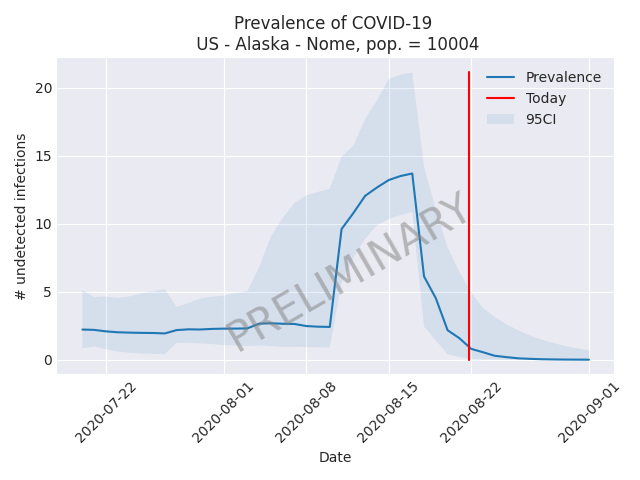 Prevalence of COVID-19
US - Alaska - Nome, pop. = 10004
# undetected infections
20
15
10
5
0
Prevalence
Today
95CI
PRELIMINARY
2020-07-22
2020-08-01
2020-08-08
2020-08-15
2020-08-22
2020-09-01
Date